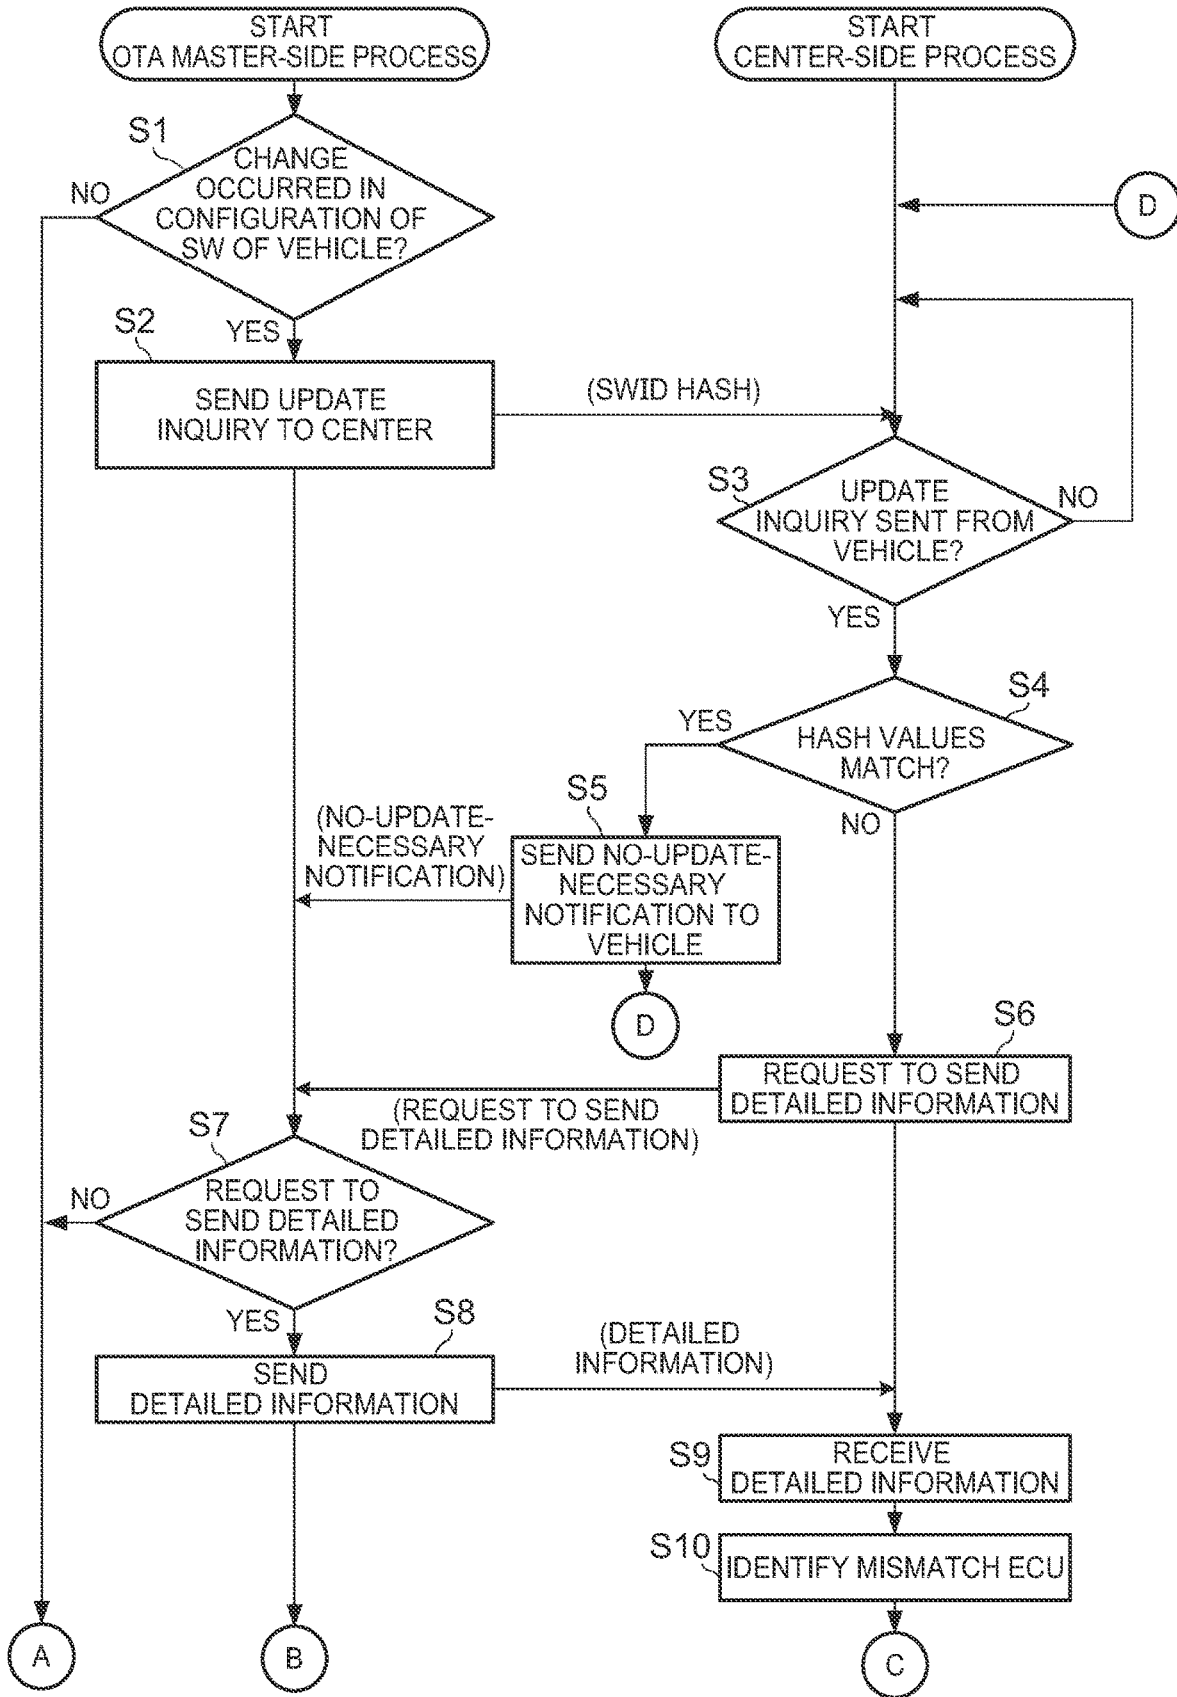 START
OTA MASTER-SIDE PROCESS
START
CENTER-SIDE PROCESS
S1
CHANGE
OCCURRED IN
CONFIGURATION OF
SW OF VEHICLE?
NO
D
YES
S2
SEND UPDATE
INQUIRY TO CENTER
(SWID HASH)
S3
UPDATE
INQUIRY SENT FROM
VEHICLE?
NO
YES
S4
HASH VALUES
MATCH?
YES
NO
S5
SEND NO-UPDATE-
NECESSARY
NOTIFICATION TO
VEHICLE
(NO-UPDATE-
NECESSARY
NOTIFICATION)
D
S6
REQUEST TO SEND
DETAILED INFORMATION
(REQUEST TO SEND
DETAILED INFORMATION)
S7
REQUEST TO
SEND DETAILED
INFORMATION?
NO
YES
S8
SEND
DETAILED INFORMATION
(DETAILED
INFORMATION)
S9
RECEIVE
DETAILED INFORMATION
S10
IDENTIFY MISMATCH ECU
A
B
C